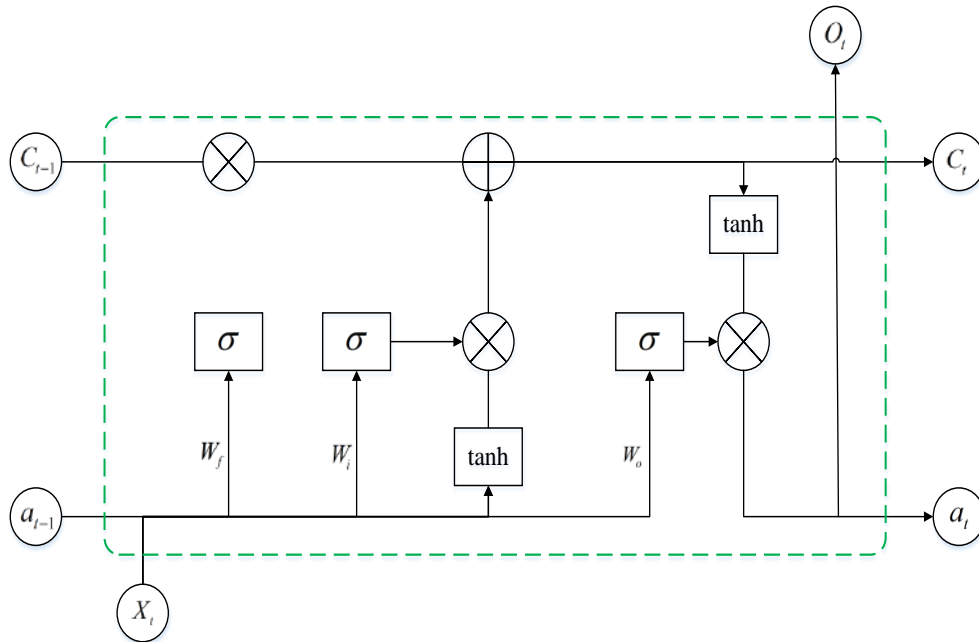 O_t
C_{t-1}
C_t
tanh
σ
σ
σ
W_f
W_i
tanh
W_o
a_{t-1}
a_t
X_t